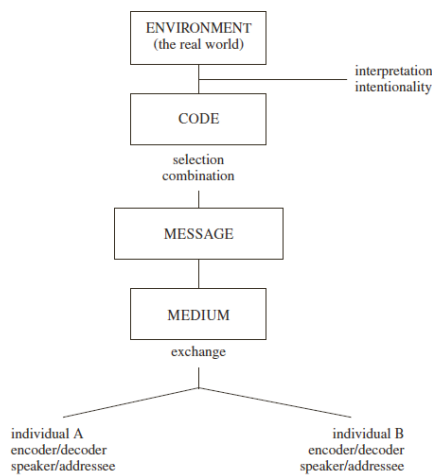 ENVIRONMENT
(the real world)
interpretation
intentionality
CODE
selection
combination
MESSAGE
MEDIUM
exchange
individual A
encoder/decoder
speaker/addressee
individual B
encoder/decoder
speaker/addressee